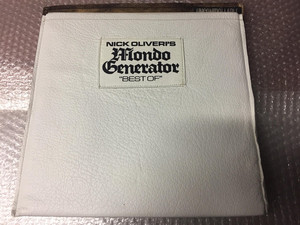 NICK OLIVERI'S
Mondo
Generator
"BEST OF"